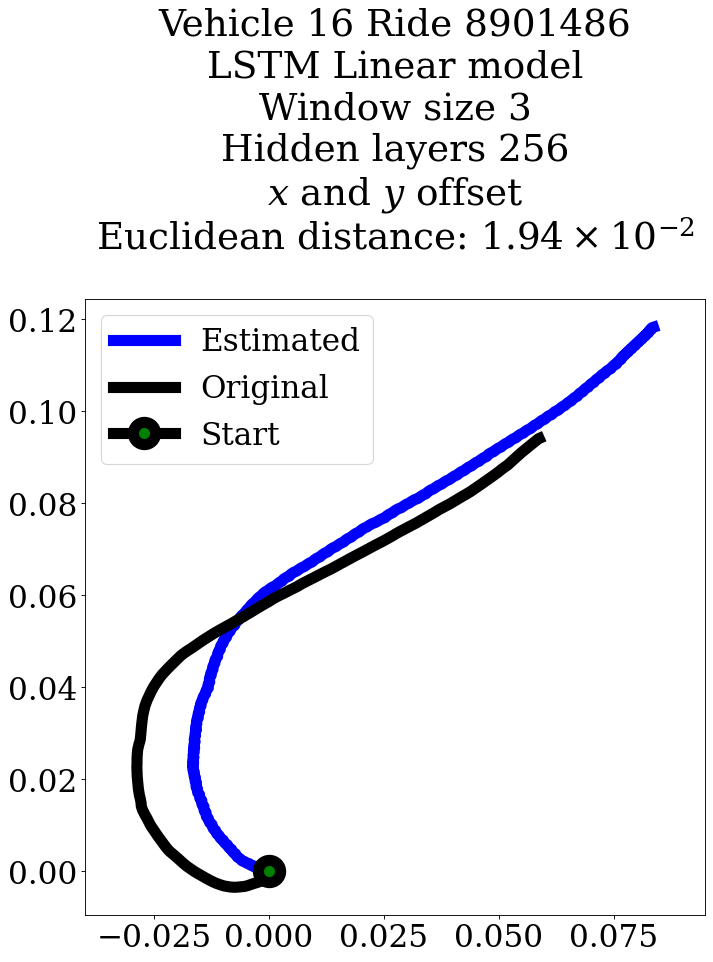 Vehicle 16 Ride 8901486
LSTM Linear model
Window size 3
Hidden layers 256
x and y offset
Euclidean distance: 1.94 × 10⁻²
0.12
0.10
0.08
0.06
0.04
0.02
0.00
Estimated
Original
Start
−0.025 0.000 0.025 0.050 0.075